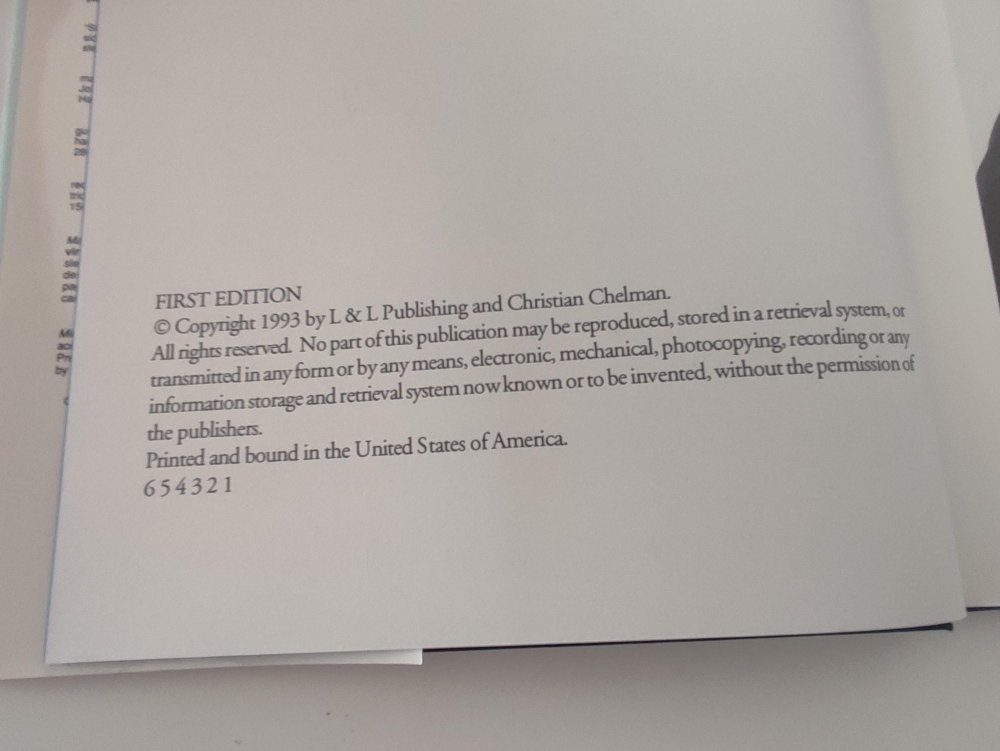 FIRST EDITION
© Copyright 1993 by L & L Publishing and Christian Chelman.
All rights reserved. No part of this publication may be reproduced, stored in a retrieval system, or
transmitted in any form or by any means, electronic, mechanical, photocopying, recording or any
information storage and retrieval system now known or to be invented, without the permission of
the publishers.
Printed and bound in the United States of America.
6 5 4 3 2 1